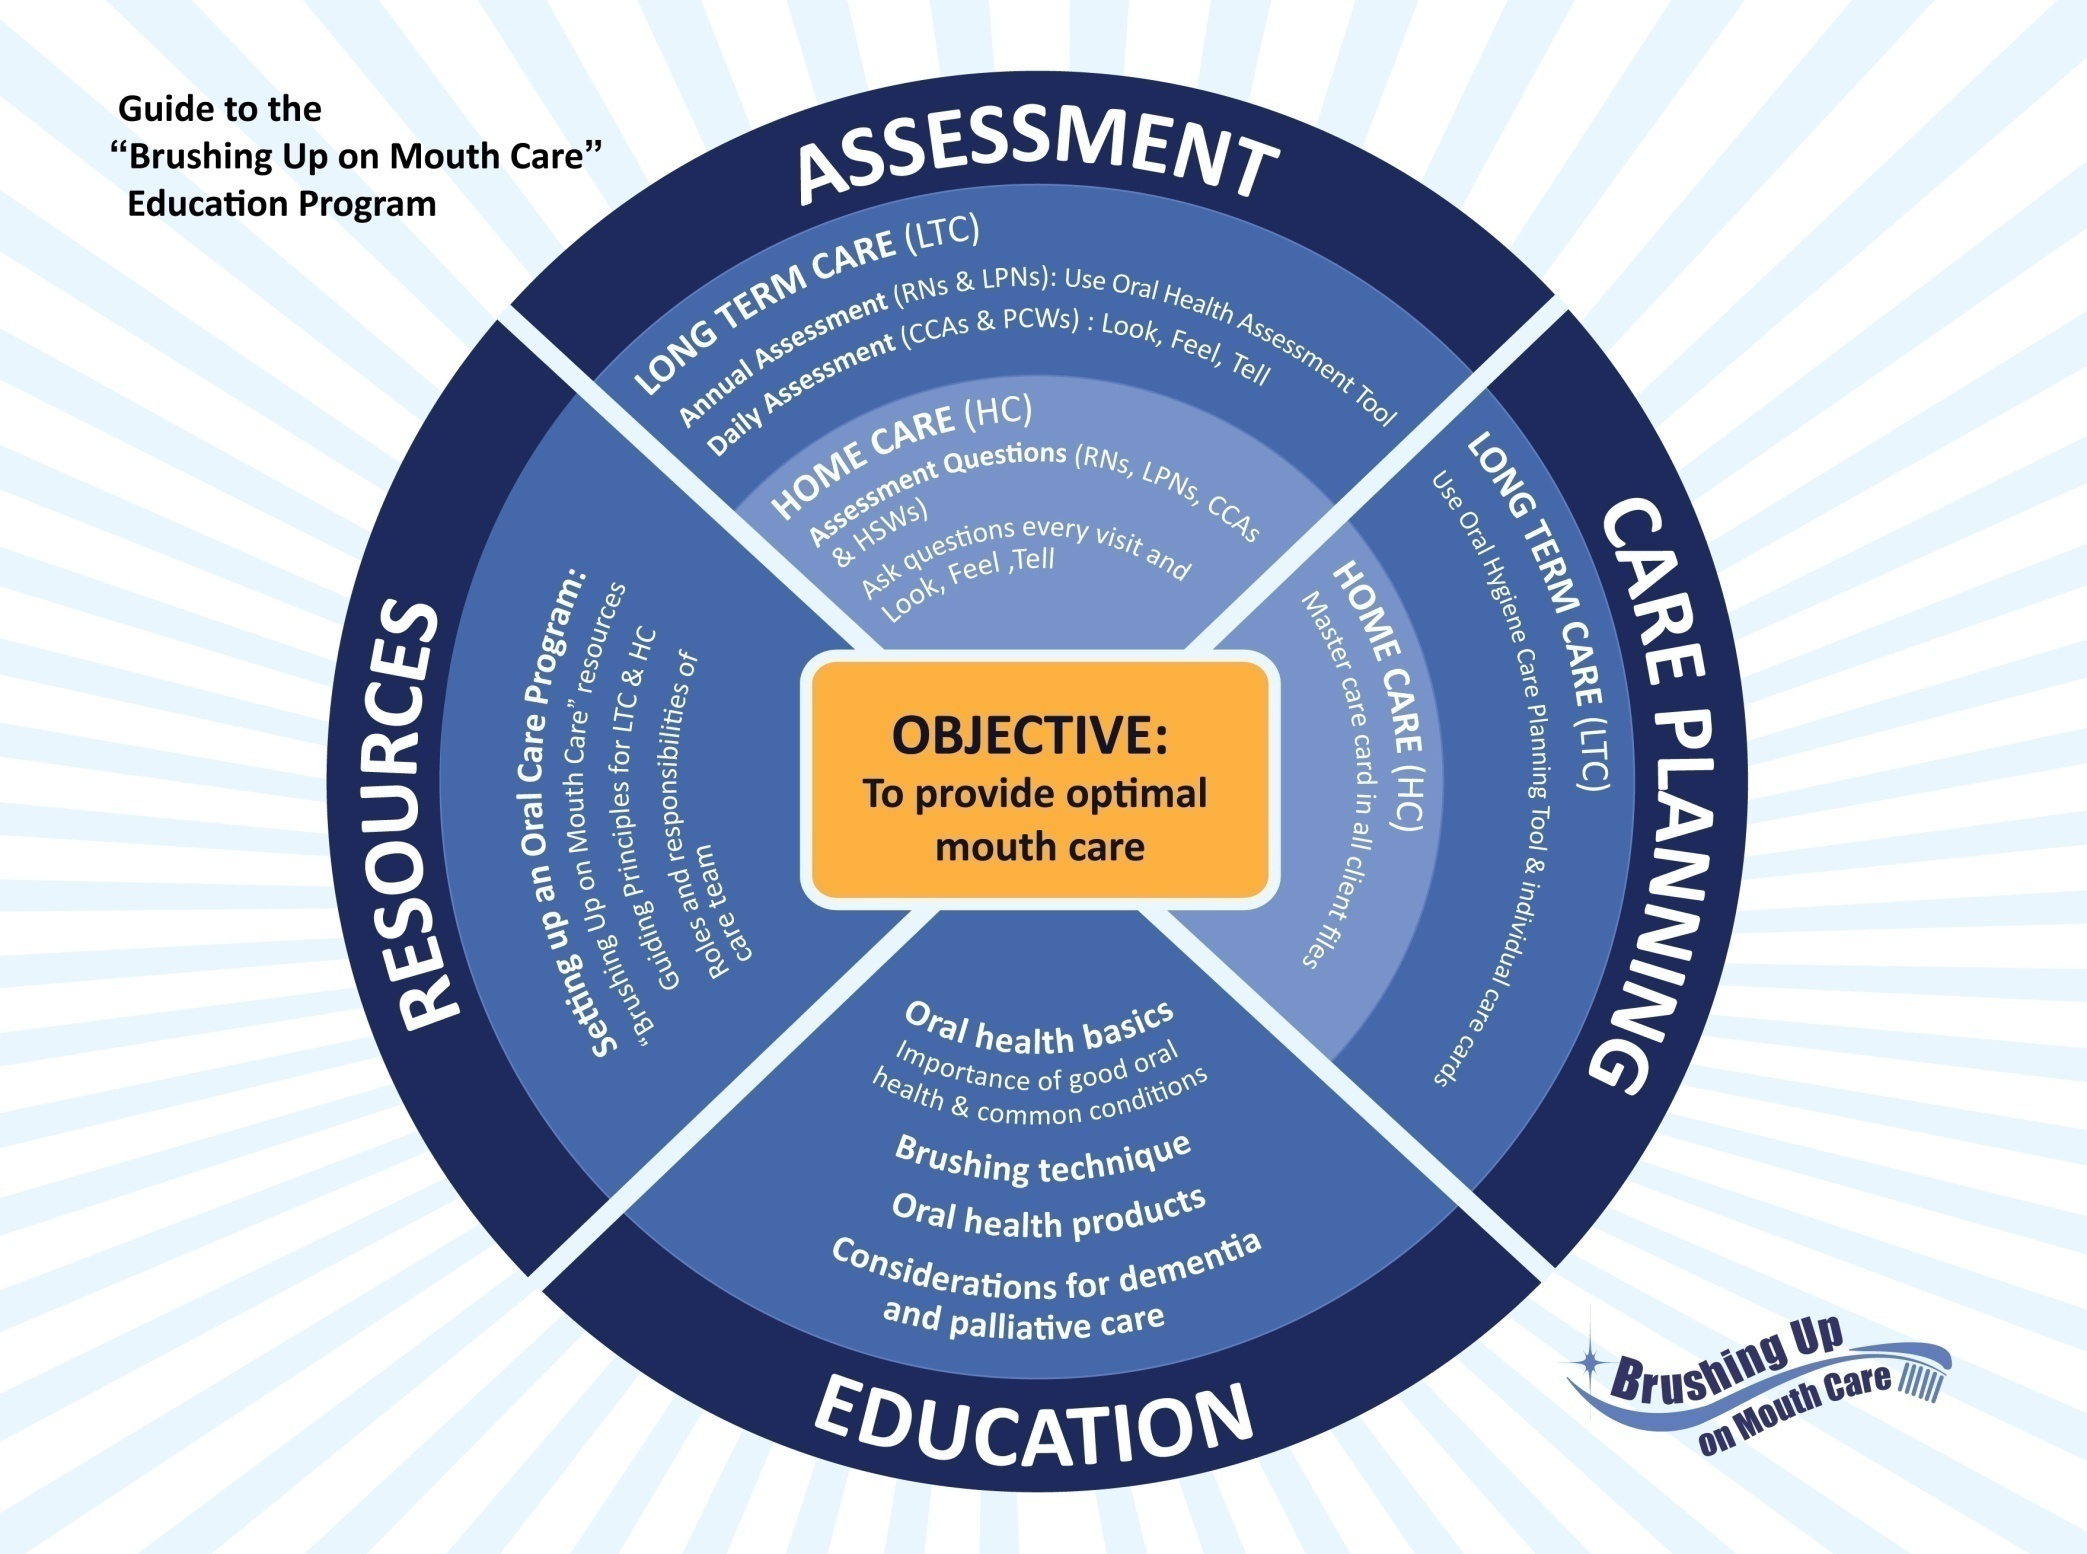 Guide to the
“Brushing Up on Mouth Care”
Education Program
ASSESSMENT
LONG TERM CARE (LTC)
Annual Assessment (RNs & LPNs): Use Oral Health Assessment Tool
Daily Assessment (CCAs & PCWs) : Look, Feel, Tell
HOME CARE (HC)
Assessment Questions (RNs, LPNs, CCAs
& HSWs)
Ask questions every visit and
Look, Feel ,Tell
CARE PLANNING
LONG TERM CARE (LTC)
Use Oral Hygiene Care Planning Tool & individual care cards
HOME CARE (HC)
Master care card in all client files
OBJECTIVE:
To provide optimal
mouth care
RESOURCES
Setting up an Oral Care Program:
“Brushing Up on Mouth Care” resources
Guiding Principles for LTC & HC
Roles and responsibilities of
care team
Oral health basics
Importance of good oral
health & common conditions
Brushing technique
Oral health products
Considerations for dementia
and palliative care
EDUCATION
Brushing Up
on Mouth Care